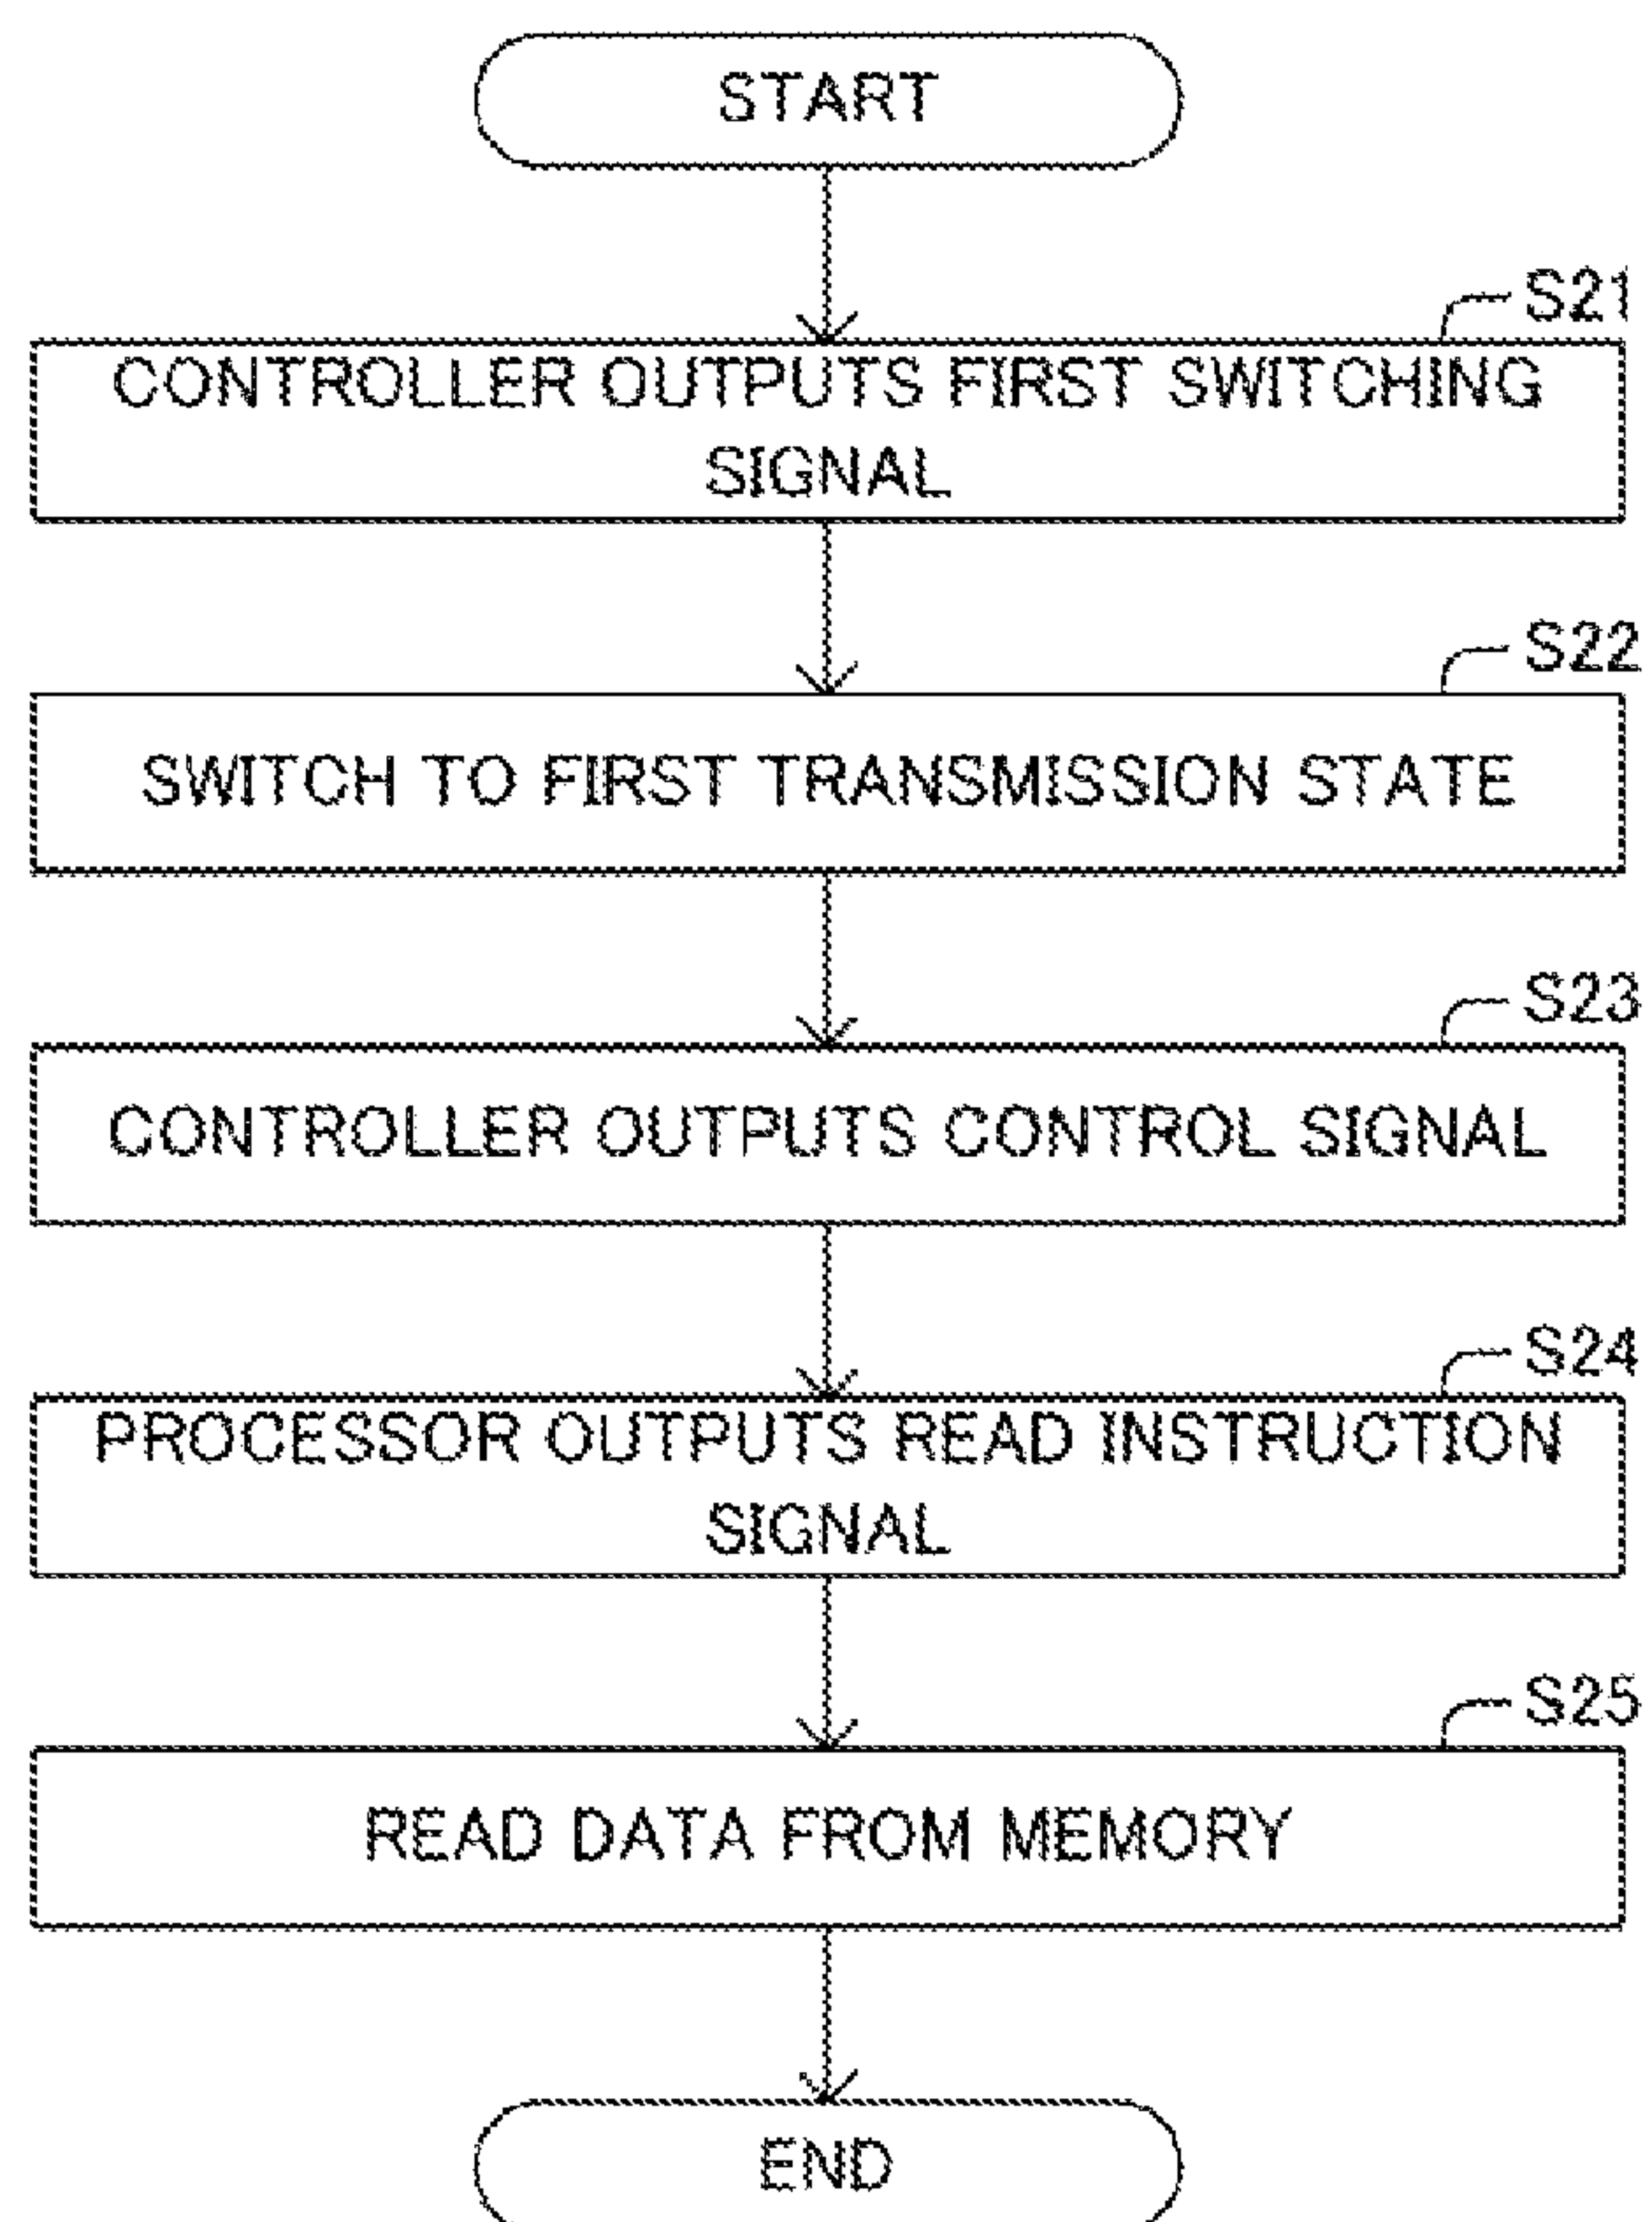 START
S21
CONTROLLER OUTPUTS FIRST SWITCHING
SIGNAL
S22
SWITCH TO FIRST TRANSMISSION STATE
S23
CONTROLLER OUTPUTS CONTROL SIGNAL
S24
PROCESSOR OUTPUTS READ INSTRUCTION
SIGNAL
S25
READ DATA FROM MEMORY
END